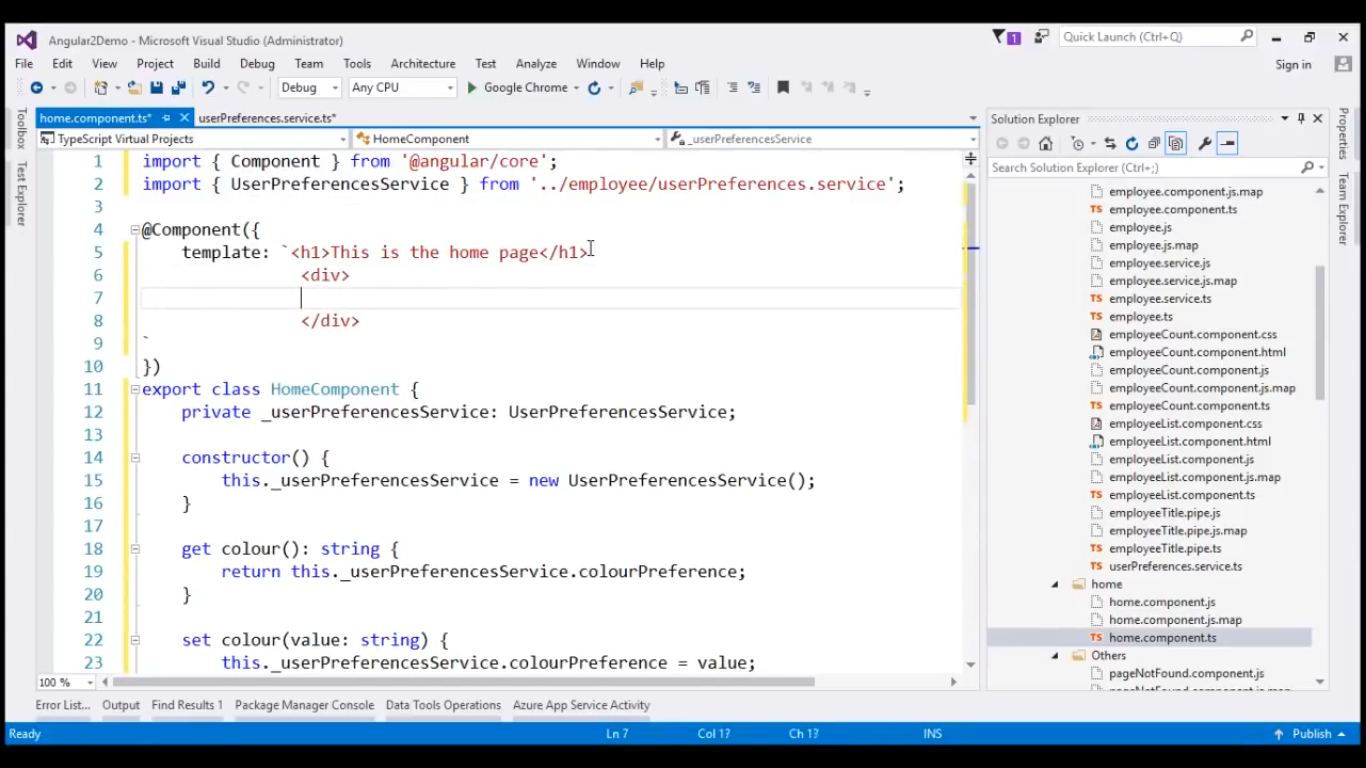 Angular2Demo - Microsoft Visual Studio (Administrator)
1
Quick Launch (Ctrl+Q)
File Edit View Project Build Debug Team Tools Architecture Test Analyze Window Help
Sign in
Debug Any CPU Google Chrome
Toolbox
Test Explorer
home.component.ts* userPreferences.service.ts*
TypeScript Virtual Projects HomeComponent _userPreferencesService
1 import { Component } from '@angular/core';
2 import { UserPreferencesService } from '../employee/userPreferences.service';
3
4 @Component({
5 template: `<h1>This is the home page</h1>
6 <div>
7
8 </div>
9 `
10 })
11 export class HomeComponent {
12 private _userPreferencesService: UserPreferencesService;
13
14 constructor() {
15 this._userPreferencesService = new UserPreferencesService();
16 }
17
18 get colour(): string {
19 return this._userPreferencesService.colourPreference;
20 }
21
22 set colour(value: string) {
23 this._userPreferencesService.colourPreference = value;
100 %
Solution Explorer
Search Solution Explorer (Ctrl+;)
employee.component.js.map
TS employee.component.ts
employee.js
employee.js.map
employee.service.js
employee.service.js.map
TS employee.service.ts
TS employee.ts
employeeCount.component.css
employeeCount.component.html
employeeCount.component.js
employeeCount.component.js.map
TS employeeCount.component.ts
employeeList.component.css
employeeList.component.html
employeeList.component.js
employeeList.component.js.map
TS employeeList.component.ts
employeeTitle.pipe.js
employeeTitle.pipe.js.map
TS employeeTitle.pipe.ts
TS userPreferences.service.ts
home
home.component.js
home.component.js.map
TS home.component.ts
Others
pageNotFound.component.js
Properties
Team Explorer
Error List... Output Find Results 1 Package Manager Console Data Tools Operations Azure App Service Activity
Ready Ln 7 Col 17 Ch 17 INS Publish